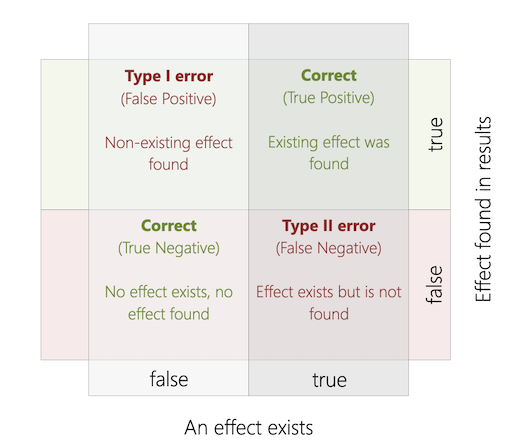 Type I error
(False Positive)
Non-existing effect
found
Correct
(True Positive)
Existing effect was
found
true
Correct
(True Negative)
No effect exists, no
effect found
Type II error
(False Negative)
Effect exists but is not
found
false
Effect found in results
false
true
An effect exists